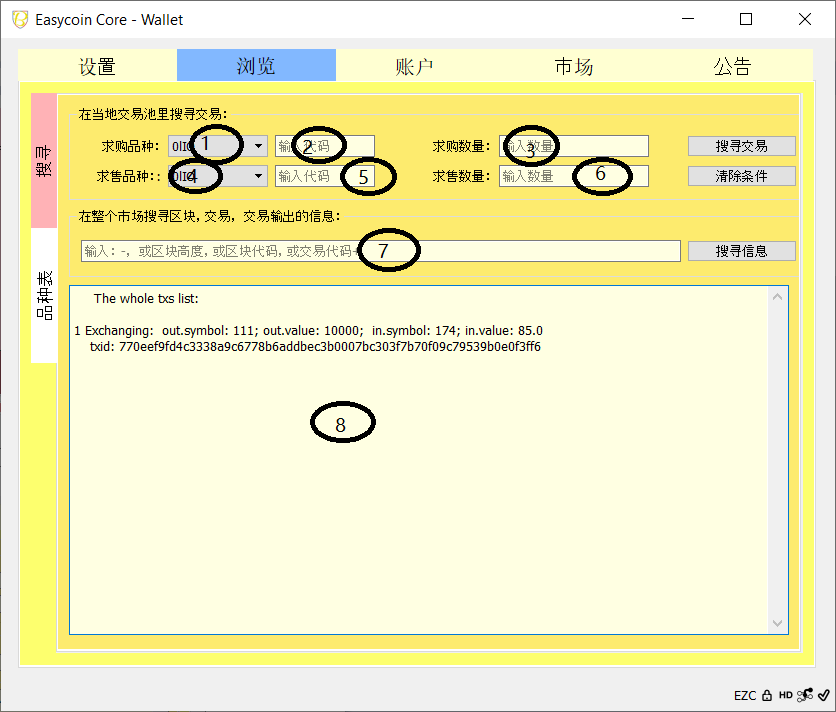 Easycoin Core - Wallet
设置 浏览 账户 市场 公告
搜寻
品种表
在当地交易池里搜寻交易:
求购品种: 1 输入代码 2 求购数量: 输入数量 3 搜寻交易
求售品种:: 4 输入代码 5 求售数量: 输入数量 6 清除条件
在整个市场搜寻区块, 交易, 交易输出的信息:
输入: -, 或区块高度, 或区块代码, 或交易代码 7 搜寻信息
The whole txs list:
1 Exchanging: out.symbol: 111; out.value: 10000; in.symbol: 174; in.value: 85.0
txid: 770eef9fd4c3338a9c6778b6addbec3b0007bc303f7b70f09c79539b0e0f3ff6
8
EZC HD